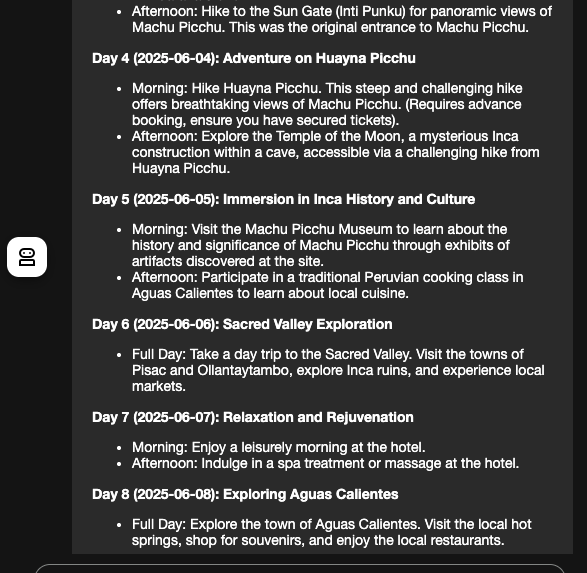 • Afternoon: Hike to the Sun Gate (Inti Punku) for panoramic views of
Machu Picchu. This was the original entrance to Machu Picchu.
Day 4 (2025-06-04): Adventure on Huayna Picchu
• Morning: Hike Huayna Picchu. This steep and challenging hike
offers breathtaking views of Machu Picchu. (Requires advance
booking, ensure you have secured tickets).
• Afternoon: Explore the Temple of the Moon, a mysterious Inca
construction within a cave, accessible via a challenging hike from
Huayna Picchu.
Day 5 (2025-06-05): Immersion in Inca History and Culture
• Morning: Visit the Machu Picchu Museum to learn about the
history and significance of Machu Picchu through exhibits of
artifacts discovered at the site.
• Afternoon: Participate in a traditional Peruvian cooking class in
Aguas Calientes to learn about local cuisine.
Day 6 (2025-06-06): Sacred Valley Exploration
• Full Day: Take a day trip to the Sacred Valley. Visit the towns of
Pisac and Ollantaytambo, explore Inca ruins, and experience local
markets.
Day 7 (2025-06-07): Relaxation and Rejuvenation
• Morning: Enjoy a leisurely morning at the hotel.
• Afternoon: Indulge in a spa treatment or massage at the hotel.
Day 8 (2025-06-08): Exploring Aguas Calientes
• Full Day: Explore the town of Aguas Calientes. Visit the local hot
springs, shop for souvenirs, and enjoy the local restaurants.